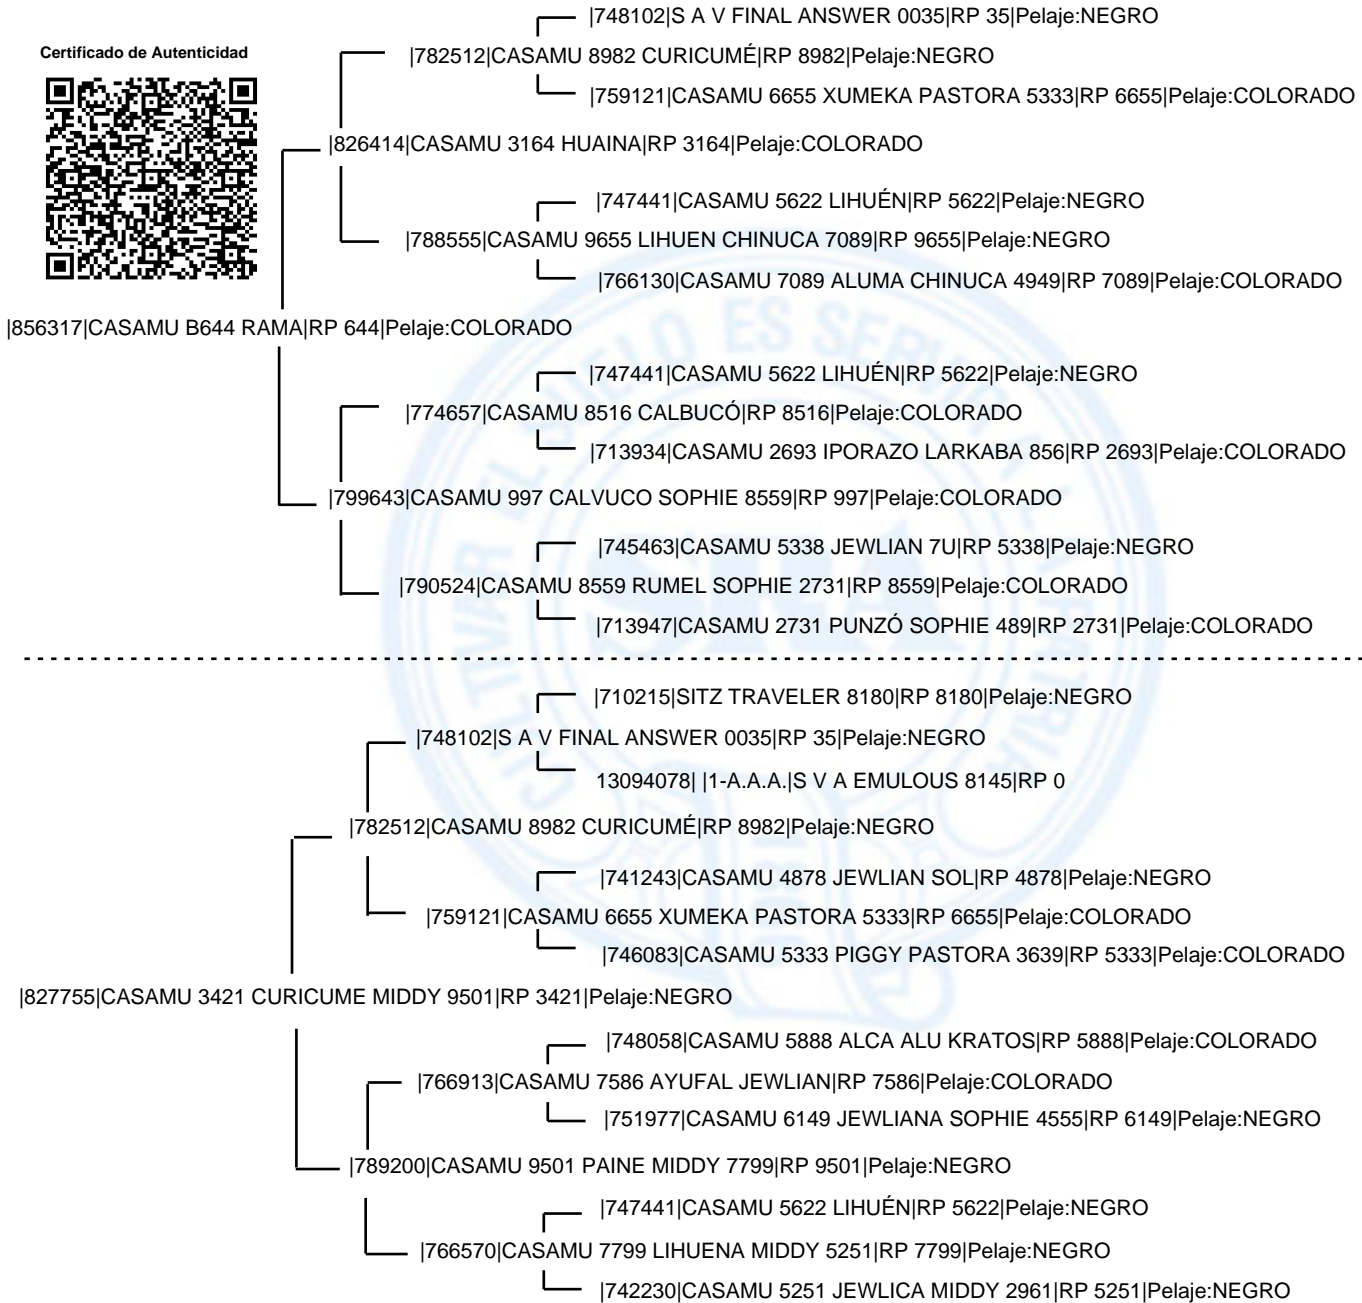 |748102|S A V FINAL ANSWER 0035|RP 35|Pelaje:NEGRO
Certificado de Autenticidad
|782512|CASAMU 8982 CURICUMÉ|RP 8982|Pelaje:NEGRO
|759121|CASAMU 6655 XUMEKA PASTORA 5333|RP 6655|Pelaje:COLORADO
|826414|CASAMU 3164 HUAINA|RP 3164|Pelaje:COLORADO
|747441|CASAMU 5622 LIHUÉN|RP 5622|Pelaje:NEGRO
|788555|CASAMU 9655 LIHUEN CHINUCA 7089|RP 9655|Pelaje:NEGRO
|766130|CASAMU 7089 ALUMA CHINUCA 4949|RP 7089|Pelaje:COLORADO
|856317|CASAMU B644 RAMA|RP 644|Pelaje:COLORADO
|747441|CASAMU 5622 LIHUÉN|RP 5622|Pelaje:NEGRO
|774657|CASAMU 8516 CALBUCÓ|RP 8516|Pelaje:COLORADO
|713934|CASAMU 2693 IPORAZO LARKABA 856|RP 2693|Pelaje:COLORADO
|799643|CASAMU 997 CALVUCO SOPHIE 8559|RP 997|Pelaje:COLORADO
|745463|CASAMU 5338 JEWLIAN 7U|RP 5338|Pelaje:NEGRO
|790524|CASAMU 8559 RUMEL SOPHIE 2731|RP 8559|Pelaje:COLORADO
|713947|CASAMU 2731 PUNZÓ SOPHIE 489|RP 2731|Pelaje:COLORADO
|710215|SITZ TRAVELER 8180|RP 8180|Pelaje:NEGRO
|748102|S A V FINAL ANSWER 0035|RP 35|Pelaje:NEGRO
13094078| |1-A.A.A.|S V A EMULOUS 8145|RP 0
|782512|CASAMU 8982 CURICUMÉ|RP 8982|Pelaje:NEGRO
|741243|CASAMU 4878 JEWLIAN SOL|RP 4878|Pelaje:NEGRO
|759121|CASAMU 6655 XUMEKA PASTORA 5333|RP 6655|Pelaje:COLORADO
|746083|CASAMU 5333 PIGGY PASTORA 3639|RP 5333|Pelaje:COLORADO
|827755|CASAMU 3421 CURICUME MIDDY 9501|RP 3421|Pelaje:NEGRO
|748058|CASAMU 5888 ALCA ALU KRATOS|RP 5888|Pelaje:COLORADO
|766913|CASAMU 7586 AYUFAL JEWLIAN|RP 7586|Pelaje:COLORADO
|751977|CASAMU 6149 JEWLIANA SOPHIE 4555|RP 6149|Pelaje:NEGRO
|789200|CASAMU 9501 PAINE MIDDY 7799|RP 9501|Pelaje:NEGRO
|747441|CASAMU 5622 LIHUÉN|RP 5622|Pelaje:NEGRO
|766570|CASAMU 7799 LIHUENA MIDDY 5251|RP 7799|Pelaje:NEGRO
|742230|CASAMU 5251 JEWLICA MIDDY 2961|RP 5251|Pelaje:NEGRO
CULTIVAR EL SUELO ES SERVIR A LA PATRIA
SRA